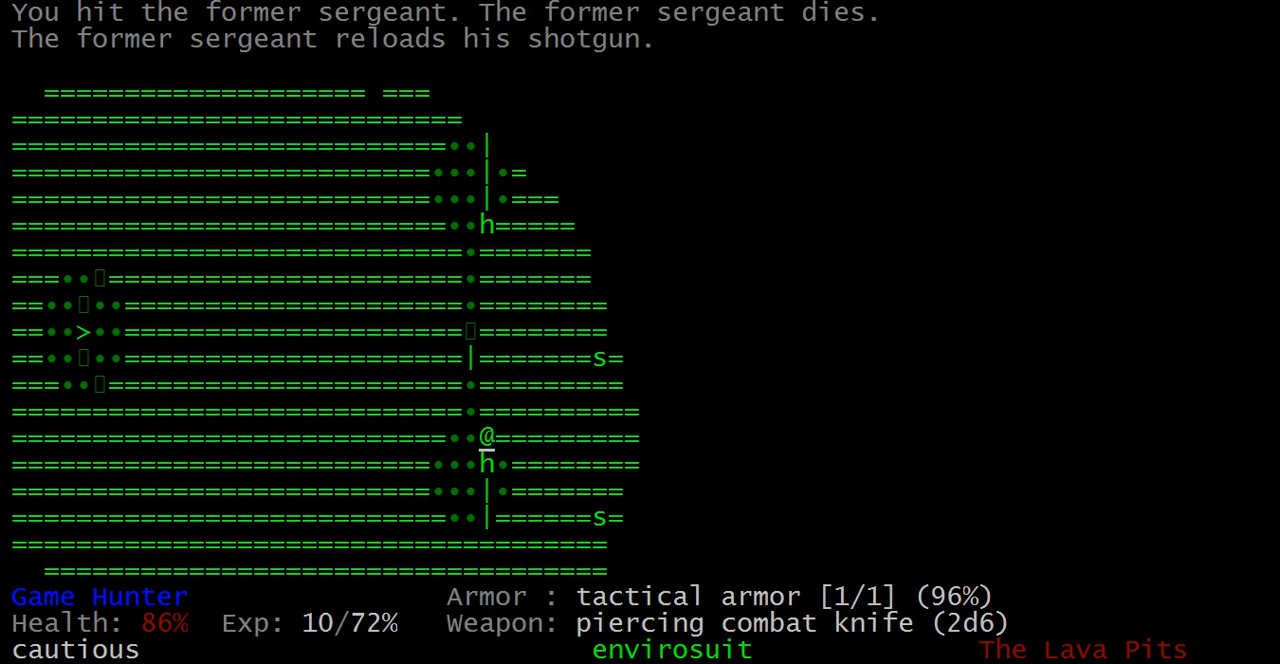 You hit the former sergeant. The former sergeant dies.
The former sergeant reloads his shotgun.
Game Hunter Armor : tactical armor [1/1] (96%)
Health: 86% Exp: 10/72% Weapon: piercing combat knife (2d6)
cautious envirosuit The Lava Pits